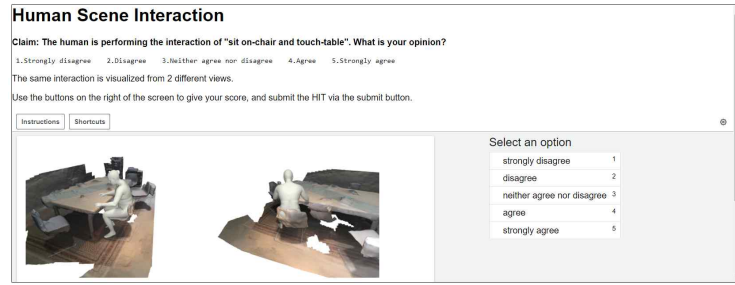 Human Scene Interaction
Claim: The human is performing the interaction of "sit on-chair and touch-table". What is your opinion?
1.Strongly disagree 2.Disagree 3.Neither agree nor disagree 4.Agree 5.Strongly agree
The same interaction is visualized from 2 different views.
Use the buttons on the right of the screen to give your score, and submit the HIT via the submit button.
Instructions Shortcuts
Select an option
strongly disagree 1
disagree 2
neither agree nor disagree 3
agree 4
strongly agree 5